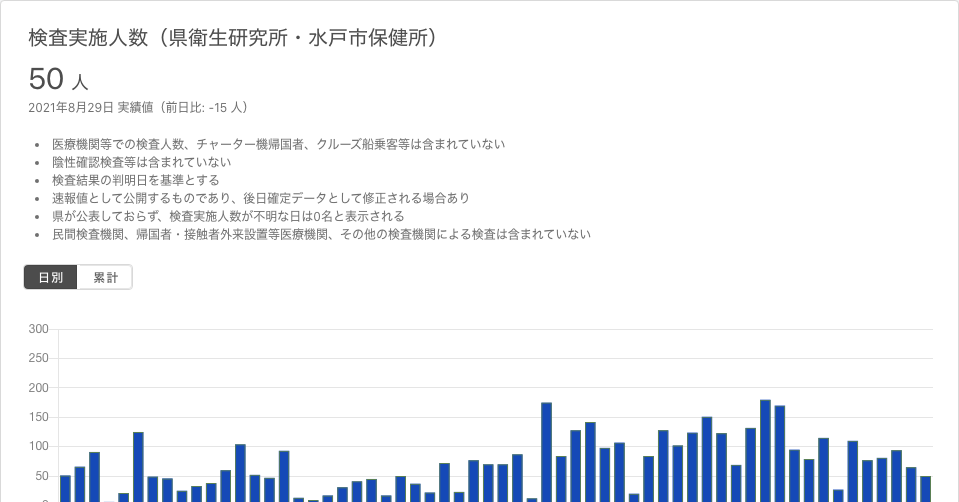 検査実施人数（県衛生研究所・水戸市保健所）
50 人
2021年8月29日 実績値（前日比: -15 人）
• 医療機関等での検査人数、チャーター機帰国者、クルーズ船乗客等は含まれていない
• 陰性確認検査等は含まれていない
• 検査結果の判明日を基準とする
• 速報値として公開するものであり、後日確定データとして修正される場合あり
• 県が公表しておらず、検査実施人数が不明な日は0名と表示される
• 民間検査機関、帰国者・接触者外来設置等医療機関、その他の検査機関による検査は含まれていない
日別 累計
300
250
200
150
100
50